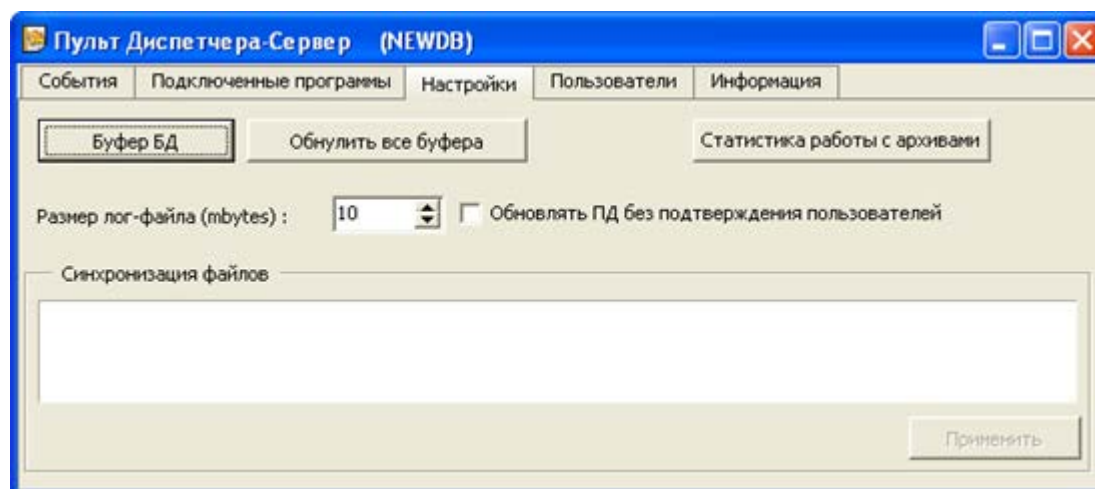 Пульт Диспетчера-Сервер (NEWDB)
События Подключенные программы Настройки Пользователи Информация
Буфер БД Обнулить все буфера Статистика работы с архивами
Размер лог-файла (mbytes) : 10 Обновлять ПД без подтверждения пользователей
Синхронизация файлов
Применить